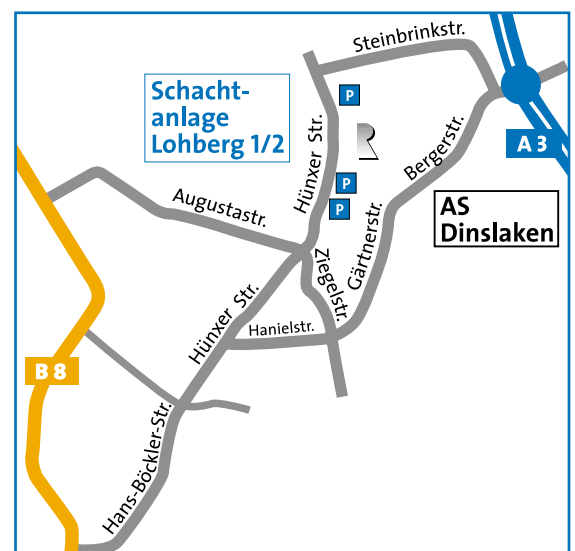 Steinbrinkstr.
Schacht-
anlage
Lohberg 1/2
P
Hünxer Str.
R
A 3
Bergerstr.
P
P
AS
Dinslaken
Augustastr.
Gärtnerstr.
Ziegelstr.
Hünxer Str.
Hanielstr.
B 8
Hans-Böckler-Str.